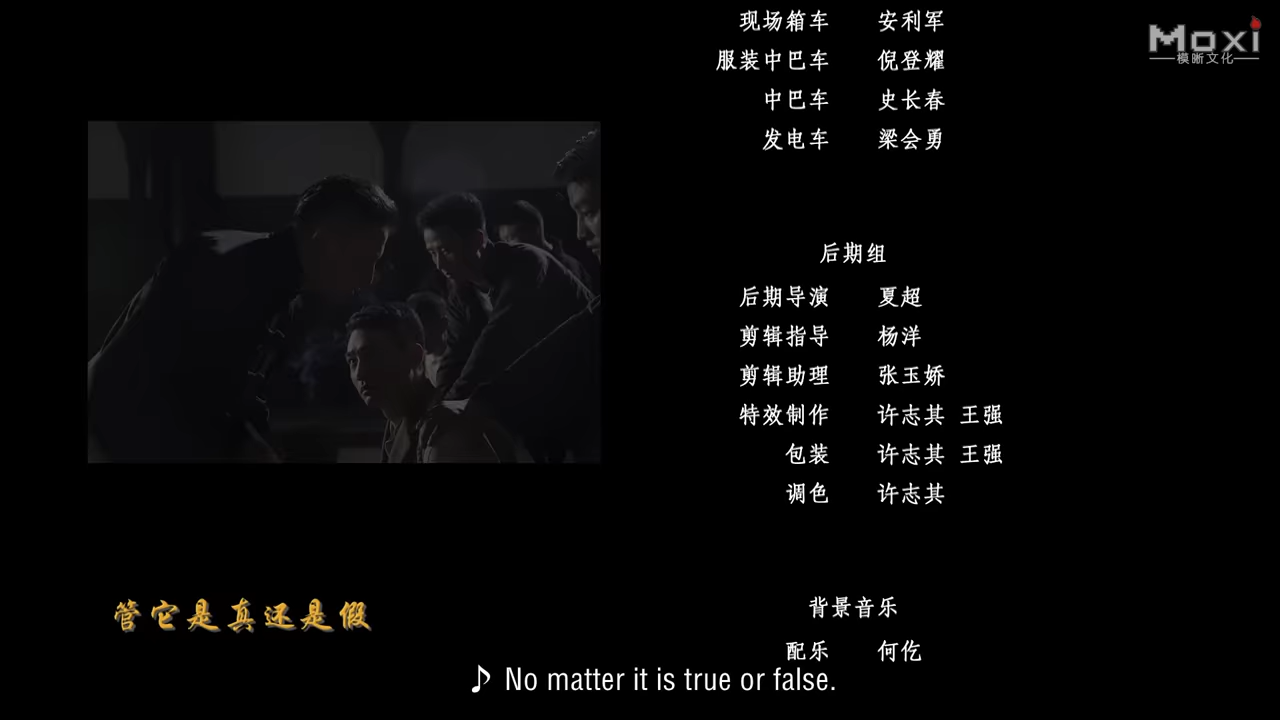 现场箱车 安利军
服装中巴车 倪登耀
中巴车 史长春
发电车 梁会勇
Moxi
模晰文化
后期组
后期导演 夏超
剪辑指导 杨洋
剪辑助理 张玉娇
特效制作 许志其 王强
包装 许志其 王强
调色 许志其
背景音乐
配乐 何仡
管它是真还是假
♪ No matter it is true or false.